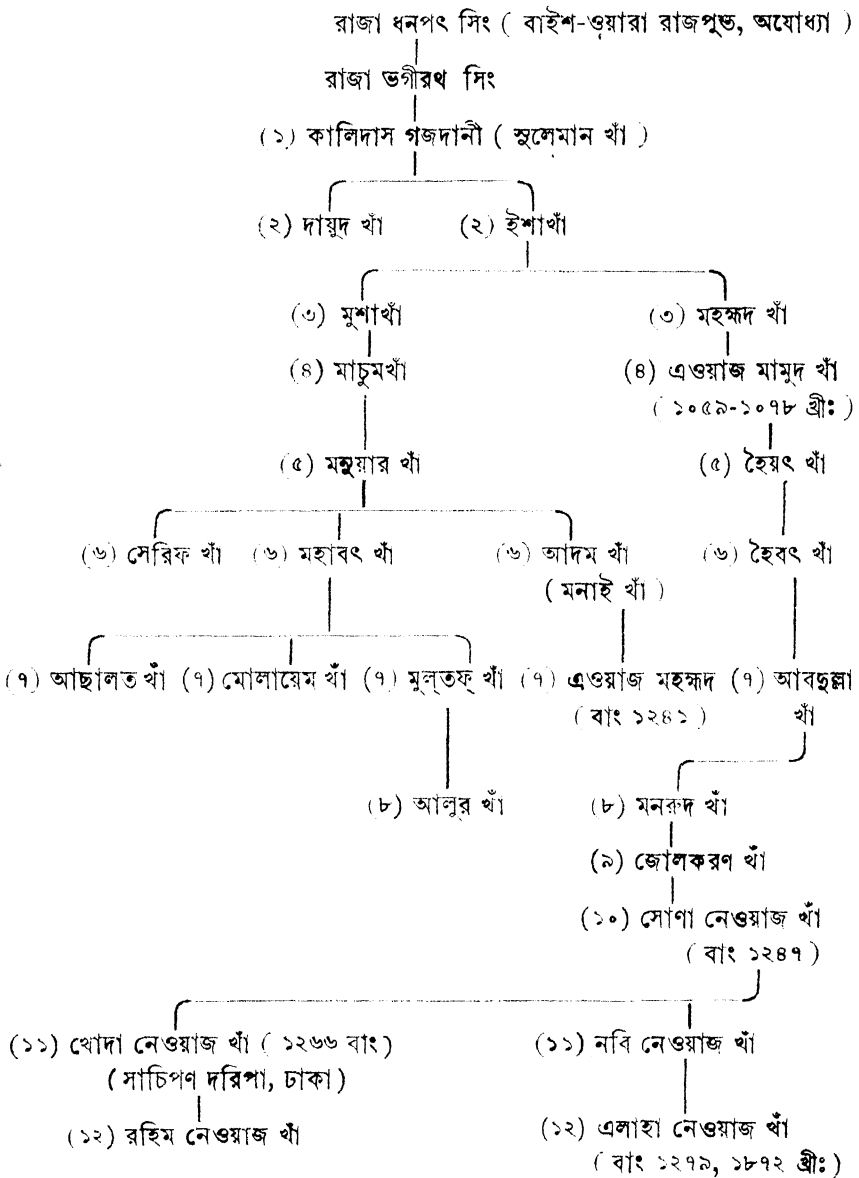 রাজা ধনপৎ সিং ( বাইশ-ওয়ারা রাজপুত, অযোধ্যা )
রাজা ভগীরথ সিং
(১) কালিদাস গজদানী ( সুলেমান খাঁ )
(২) দায়ুদ খাঁ (২) ইশাখাঁ
(৩) মুশাখাঁ (৩) মহহ্মদ খাঁ
(৪) মাচুমখাঁ (৪) এওয়াজ মামুদ খাঁ
( ১০৫৯-১০৭৮ খ্রীঃ )
(৫) মনুয়ার খাঁ (৫) হৈয়ৎ খাঁ
(৬) সেরিফ খাঁ (৬) মহাবৎ খাঁ (৬) আদম খাঁ (৬) হৈবৎ খাঁ
( মনাই খাঁ )
(৭) আছালত খাঁ (৭) মোলায়েম খাঁ (৭) মুল্‌তফ্‌ খাঁ (৭) এওয়াজ মহহ্মদ (৭) আবদুল্লা
( বাং ১২৪১ ) খাঁ
(৮) আলুর খাঁ (৮) মনরুদ খাঁ
(৯) জোলকরণ খাঁ
(১০) সোণা নেওয়াজ খাঁ
( বাং ১২৪৭ )
(১১) খোদা নেওয়াজ খাঁ ( ১২৬৬ বাং ) (১১) নবি নেওয়াজ খাঁ
( সাচিপণ দরিপা, ঢাকা )
(১২) রহিম নেওয়াজ খাঁ (১২) এলাহা নেওয়াজ খাঁ
( বাং ১২৭৯, ১৮৭২ খ্রীঃ )